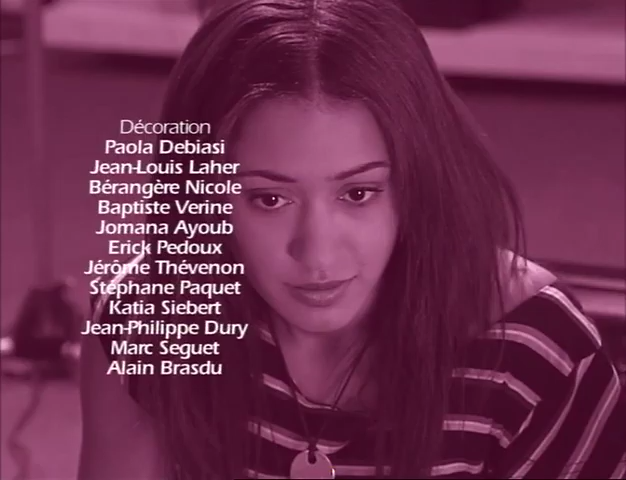 Décoration
Paola Debiasi
Jean-Louis Laher
Bérangère Nicole
Baptiste Verine
Jomana Ayoub
Erick Pedoux
Jérôme Thévenon
Stéphane Paquet
Katia Siebert
Jean-Philippe Dury
Marc Seguet
Alain Brasdu